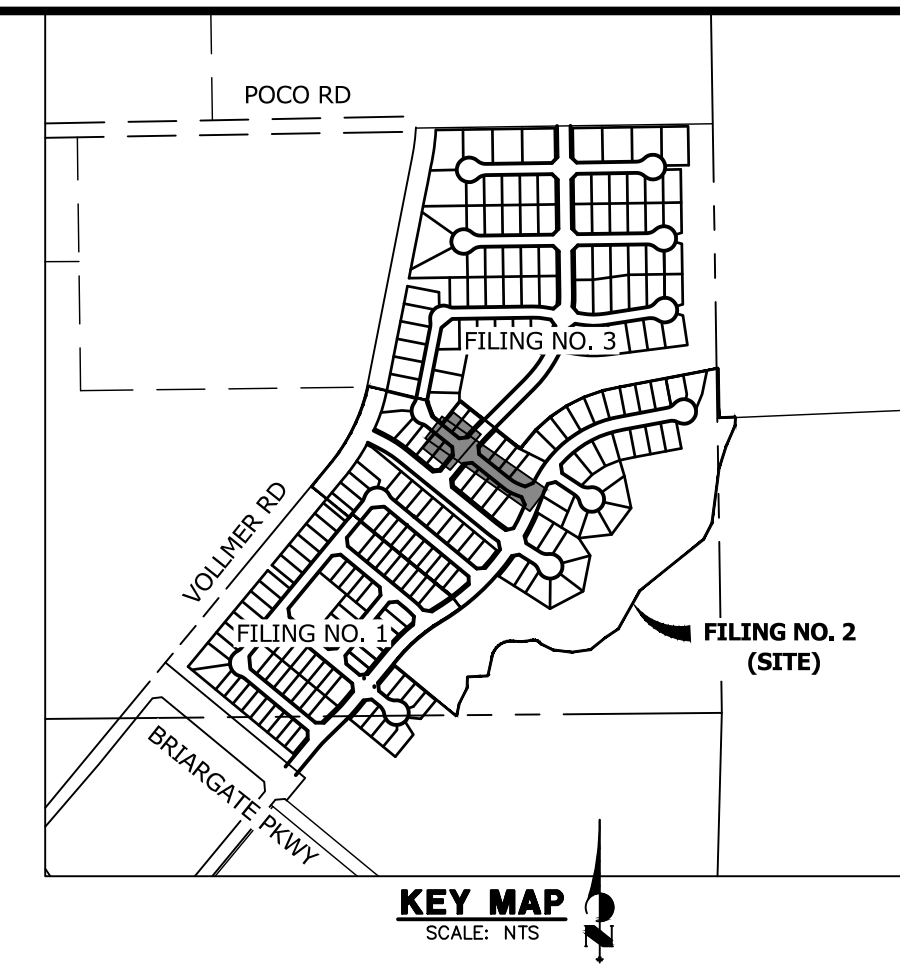 POCO RD
FILING NO. 3
VOLLMER RD
FILING NO. 1
FILING NO. 2
(SITE)
BRIARGATE PKWY
KEY MAP
SCALE: NTS
N